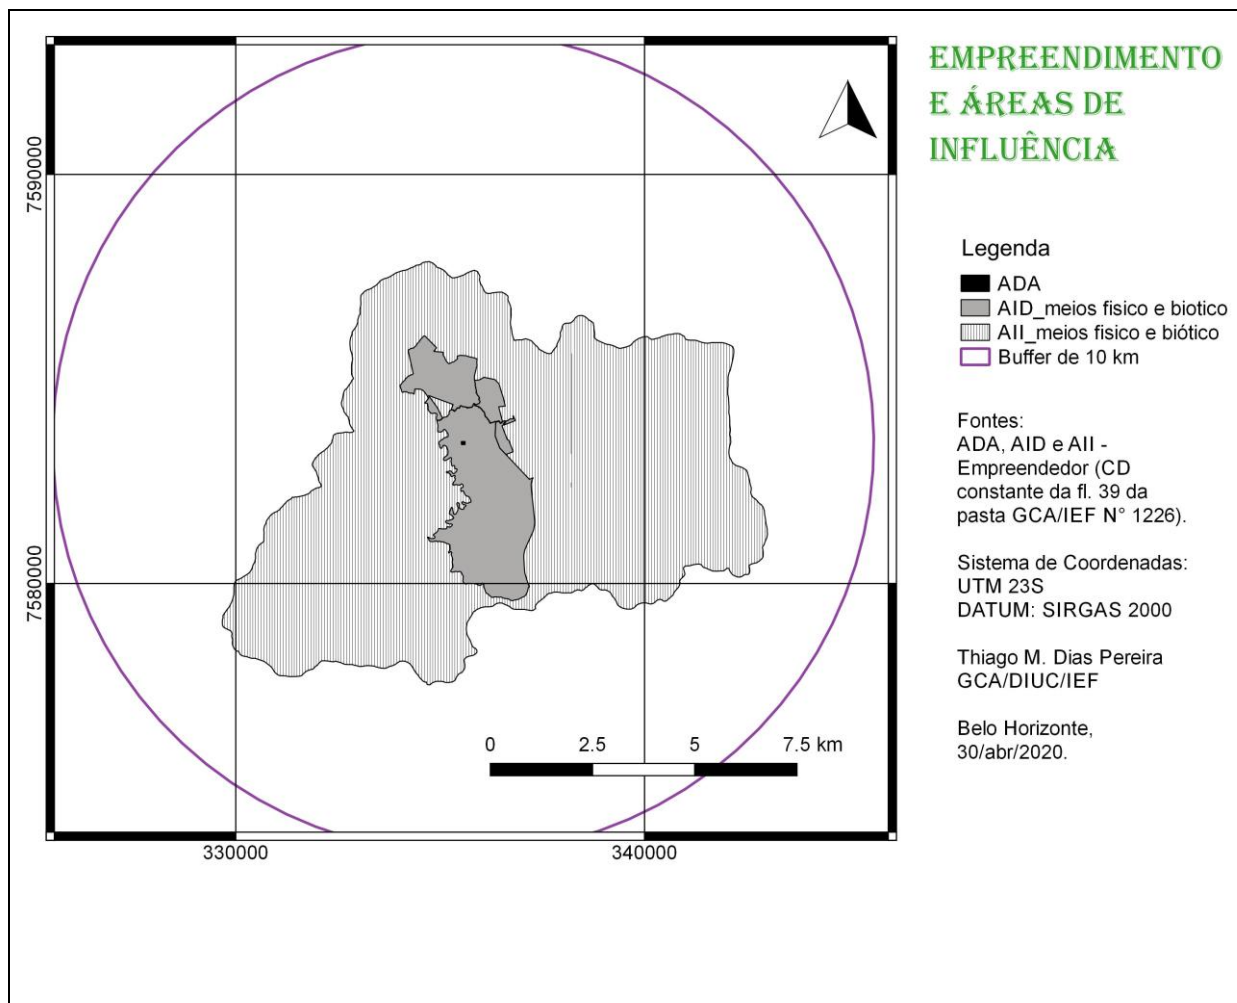 EMPREENDIMENTO
E ÁREAS DE
INFLUÊNCIA
7590000
7580000
330000
340000
0 2.5 5 7.5 km
Legenda
ADA
AID_meios fisico e biotico
AII_meios fisico e biótico
Buffer de 10 km
Fontes:
ADA, AID e AII -
Empreendedor (CD
constante da fl. 39 da
pasta GCA/IEF N° 1226).
Sistema de Coordenadas:
UTM 23S
DATUM: SIRGAS 2000
Thiago M. Dias Pereira
GCA/DIUC/IEF
Belo Horizonte,
30/abr/2020.